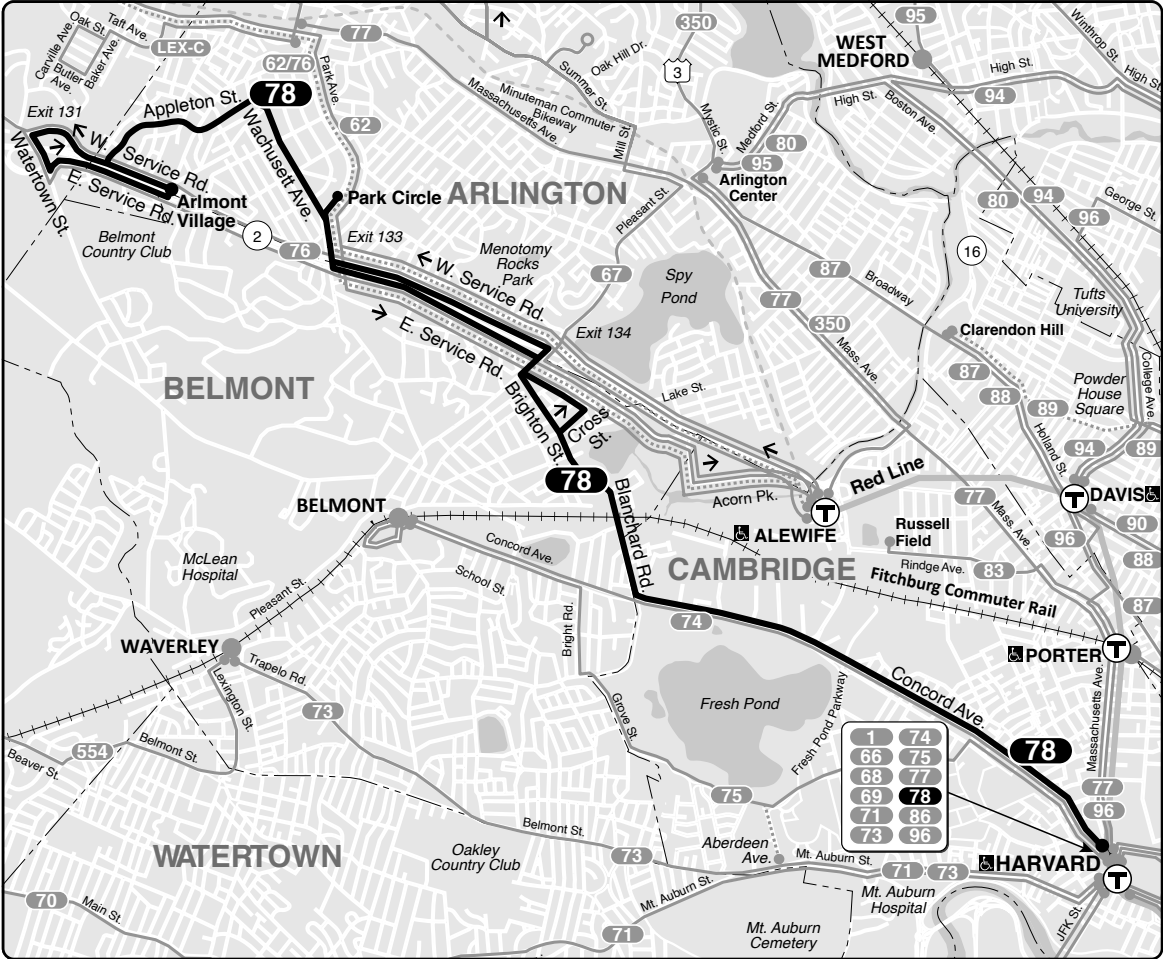 Oak St.
Taft Ave.
Carville Ave.
Butler
Ave.
Baker Ave.
LEX-C
62/76
77
Park Ave.
62
350
3
Oak Hill Dr.
Summer St.
Minuteman Commuter
Bikeway
Massachusetts Ave.
Mill St.
Mystic St.
Medford St.
80
95
Arlington
Center
95
WEST
MEDFORD
High St.
High St.
High St.
Winthrop St.
94
Boston Ave.
80
94
96
George St.
16
Tufts
University
College Ave.
Exit 131
Appleton St.
78
Wachusett Ave.
W. Service Rd.
E. Service Rd.
Watertown St.
Arlmont
Village
Park Circle
ARLINGTON
Belmont
Country Club
2
76
Exit 133
W. Service Rd.
E. Service Rd.
Menotomy
Rocks
Park
Pleasant St.
67
Spy
Pond
Exit 134
77
350
87
Broadway
Mass. Ave.
Clarendon Hill
87
88
89
Powder
House
Square
Holland St.
94
89
BELMONT
Lake St.
Brighton St.
Cross
St.
78
Blanchard Rd.
Acorn Pk.
T
ALEWIFE
Red Line
77
Mass. Ave.
T
DAVIS
90
96
88
87
BELMONT
Concord Ave.
School St.
McLean
Hospital
Pleasant St.
CAMBRIDGE
Russell
Field
Rindge Ave.
83
Fitchburg Commuter Rail
T
PORTER
WAVERLEY
Trapelo Rd.
73
Lexington St.
Bright Rd.
74
Grove St.
Fresh Pond
Fresh Pond Parkway
Concord Ave.
78
Massachusetts Ave.
77
96
554
Beaver St.
Belmont St.
75
1 74
66 75
68 77
69 78
71 86
73 96
Belmont St.
WATERTOWN
Oakley
Country Club
73
Aberdeen
Ave.
Mt. Auburn St.
71
73
HARVARD
T
Mt. Auburn
Hospital
Mt. Auburn St.
Mt. Auburn
Cemetery
JFK St.
70
Main St.
71